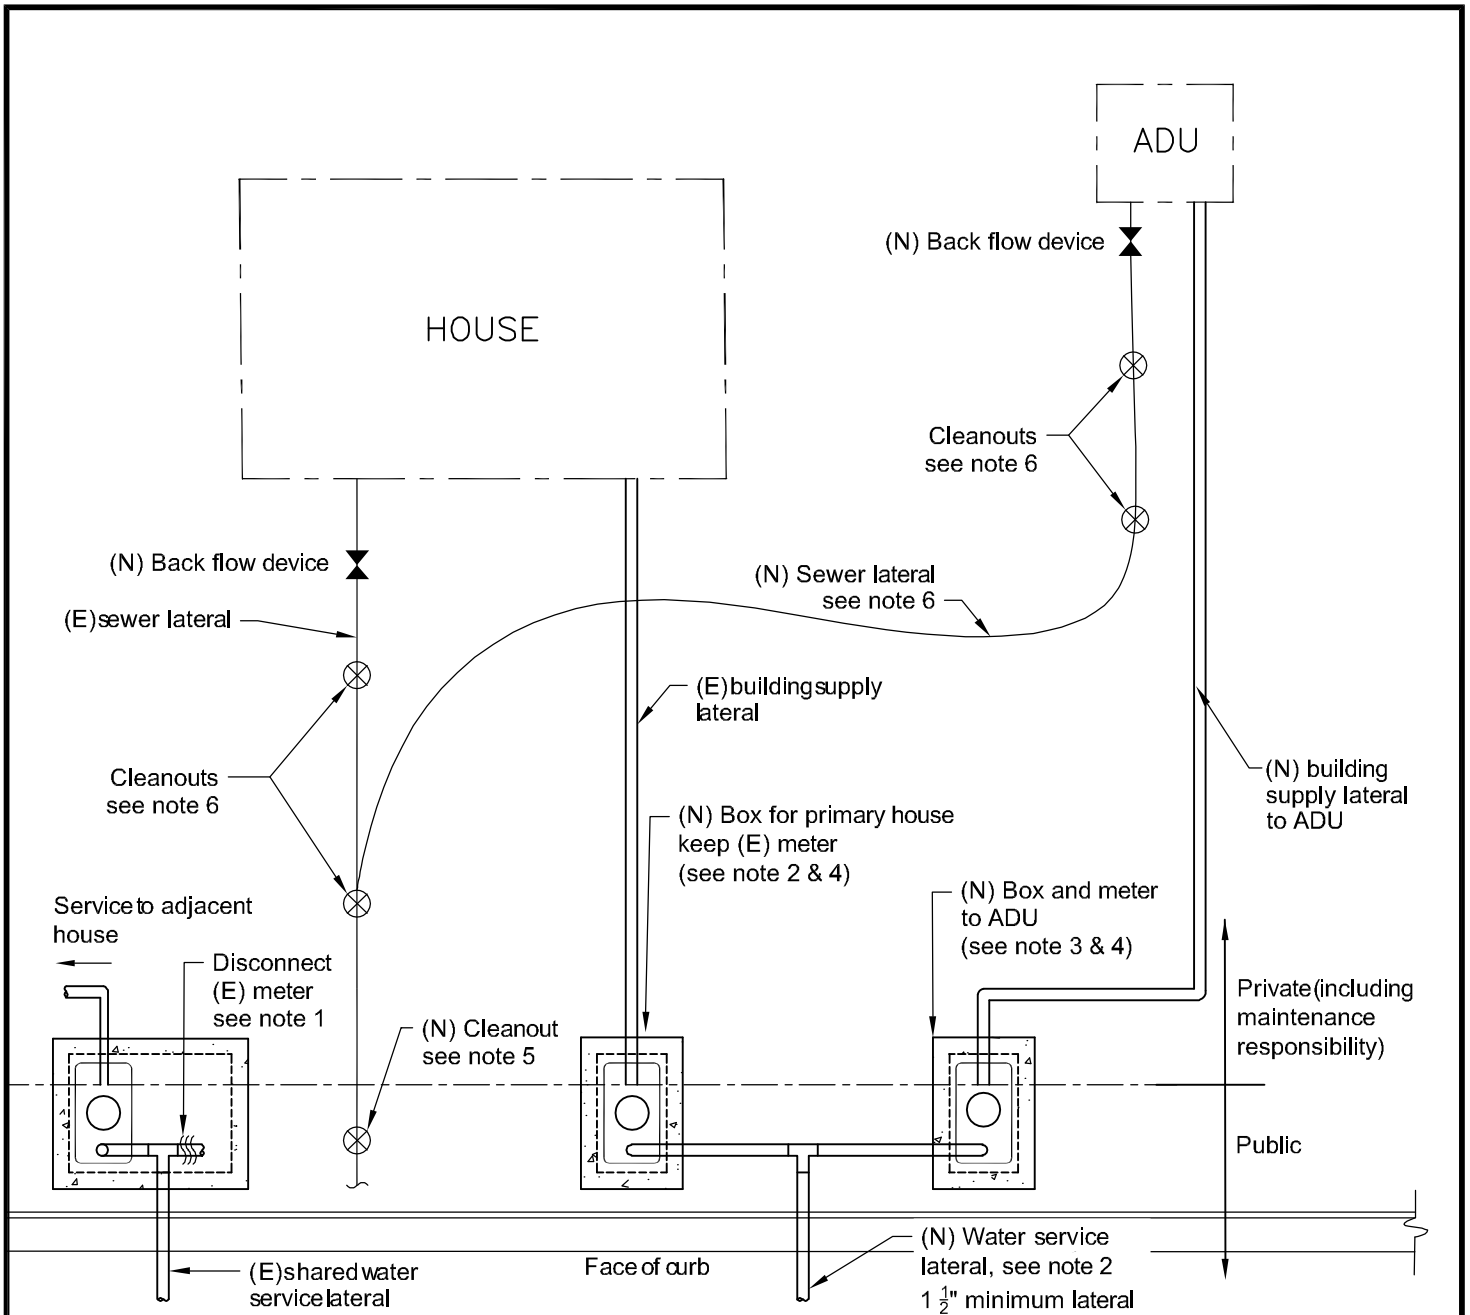 ADU
(N) Back flow device
HOUSE
Cleanouts
see note 6
(N) Back flow device
(N) Sewer lateral
see note 6
(E) sewer lateral
(E) building supply
lateral
Cleanouts
see note 6
(N) building
supply lateral
to ADU
(N) Box for primary house
keep (E) meter
(see note 2 & 4)
(N) Box and meter
to ADU
(see note 3 & 4)
Service to adjacent
house
Disconnect
(E) meter
see note 1
(N) Cleanout
see note 5
Private (including
maintenance
responsibility)
Public
(E) shared water
service lateral
Face of curb
(N) Water service
lateral, see note 2
1 1/2" minimum lateral